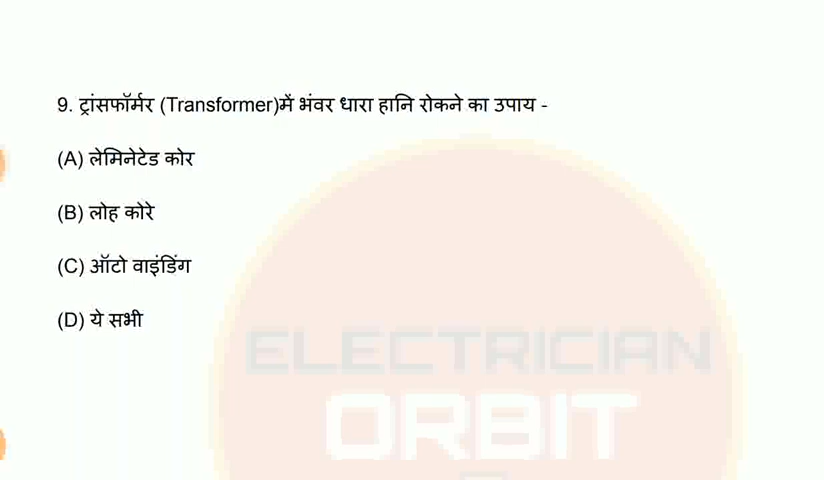 9. ट्रांसफॉर्मर (Transformer)में भंवर धारा हानि रोकने का उपाय -
(A) लेमिनेटेड कोर
(B) लोह कोरे
(C) ऑटो वाइंडिंग
(D) ये सभी
ELECTRICIAN
ORBIT